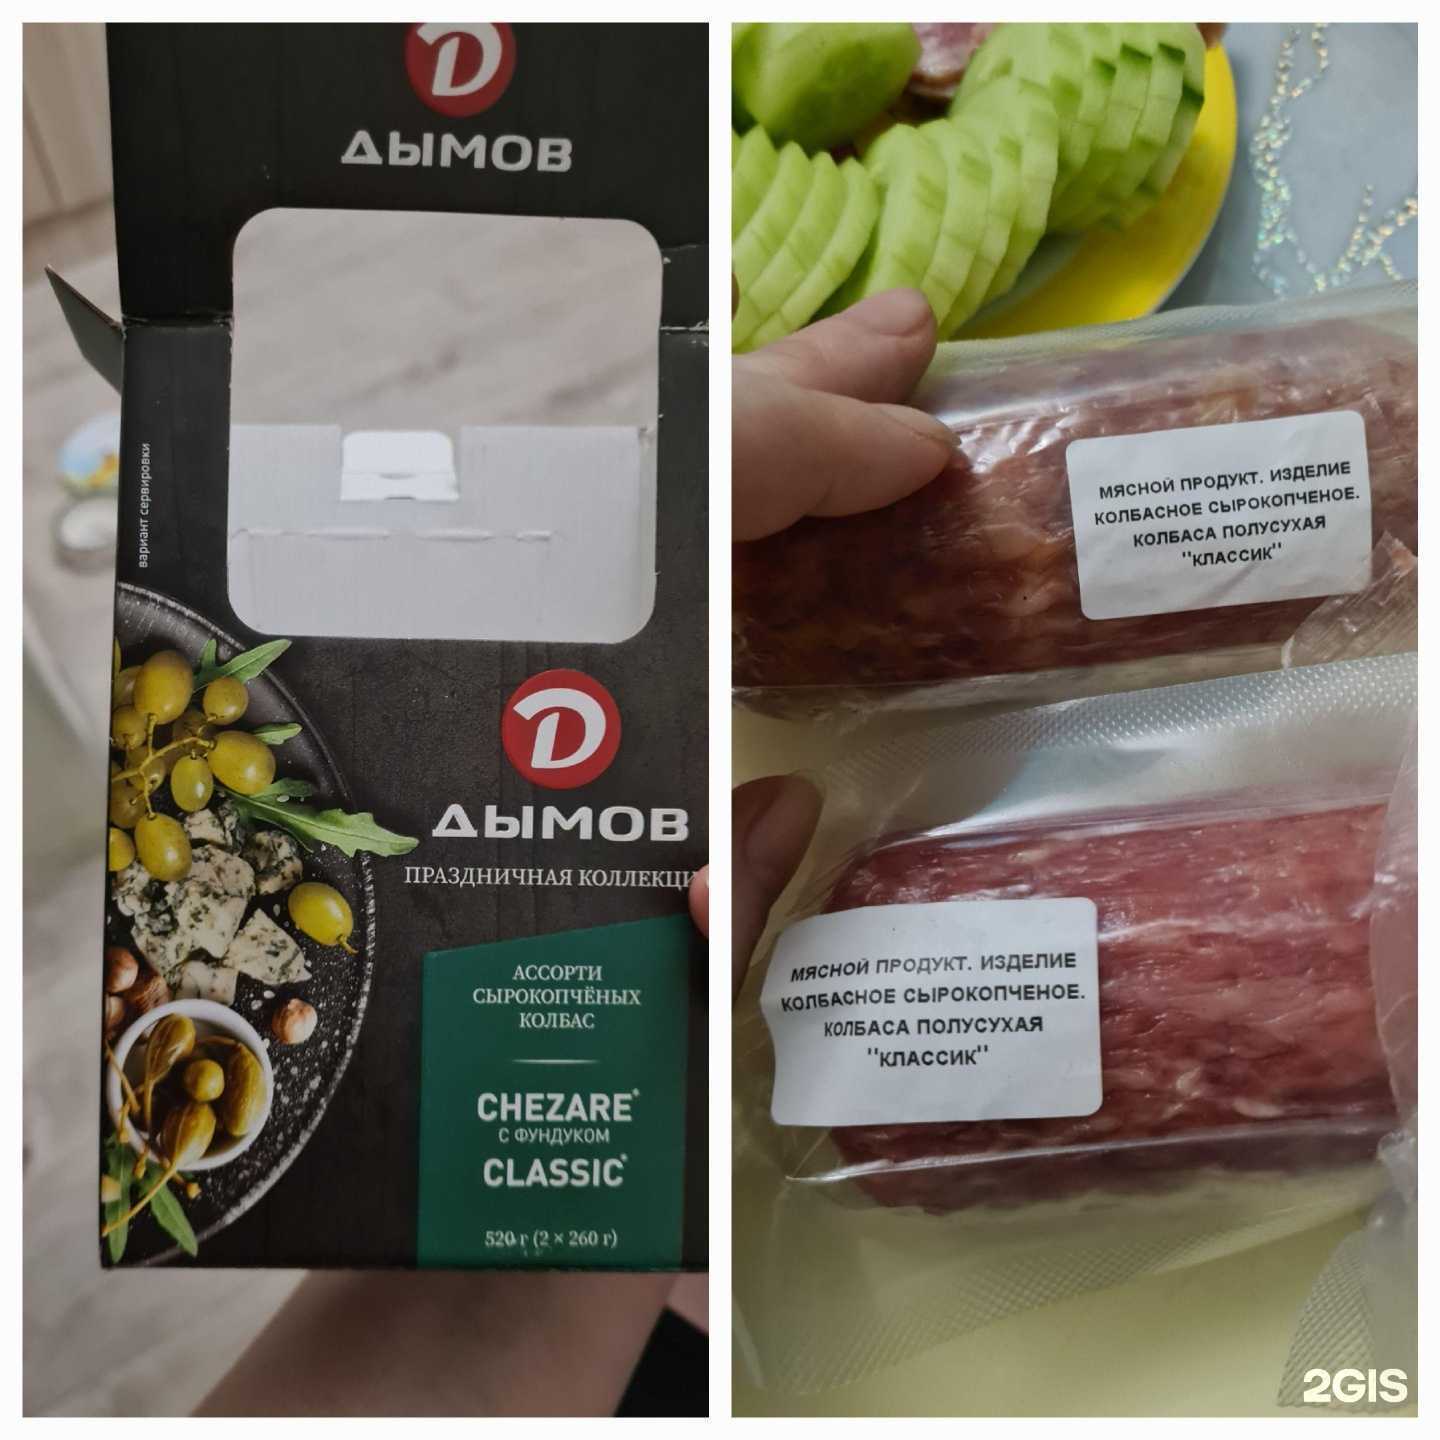 ДЫМОВ
вариант сервировки
ДЫМОВ
ПРАЗДНИЧНАЯ КОЛЛЕКЦИ
АССОРТИ
СЫРОКОПЧЁНЫХ
КОЛБАС
CHEZARE*
С ФУНДУКОМ
CLASSIC*
520 г (2 × 260 г)
МЯСНОЙ ПРОДУКТ. ИЗДЕЛИЕ
КОЛБАСНОЕ СЫРОКОПЧЕНОЕ.
КОЛБАСА ПОЛУСУХАЯ
"КЛАССИК"
МЯСНОЙ ПРОДУКТ. ИЗДЕЛИЕ
КОЛБАСНОЕ СЫРОКОПЧЕНОЕ.
КОЛБАСА ПОЛУСУХАЯ
"КЛАССИК"
2GIS